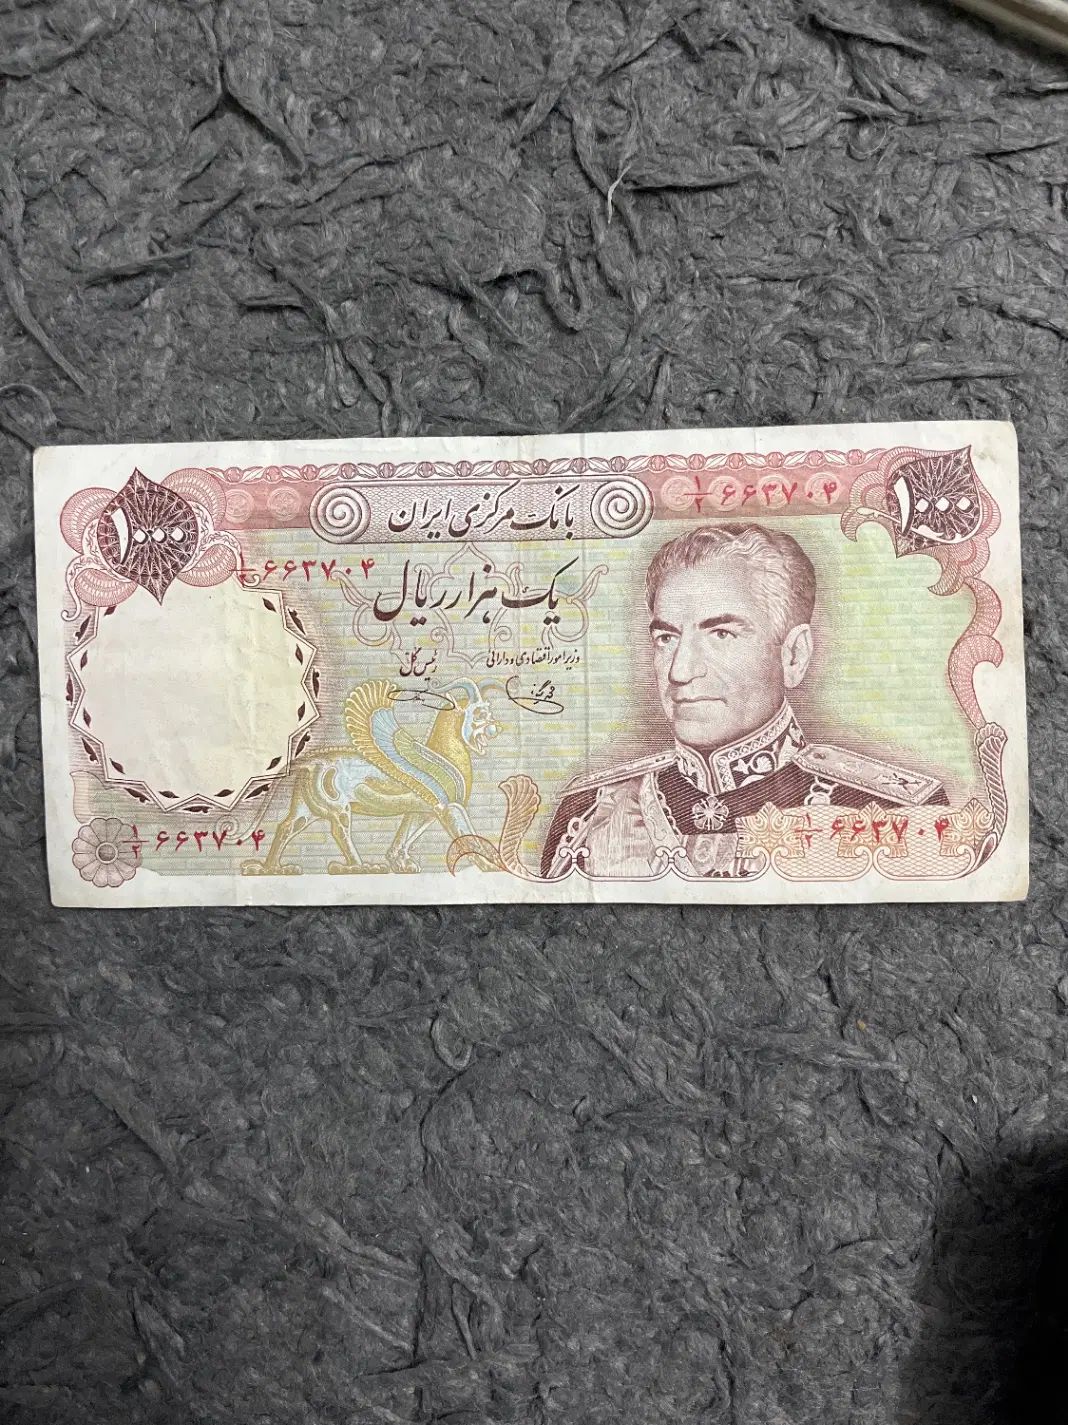 بانک مرکزی ایران
۱/۲ ۶۶۳۷۰۴
۱۰۰۰
۱۰۰۰
۱/۲ ۶۶۳۷۰۴
یک هزار ریال
وزیر امور اقتصادی و دارائی
رئیس کل
۱/۲ ۶۶۳۷۰۴
۱/۲ ۶۶۳۷۰۴